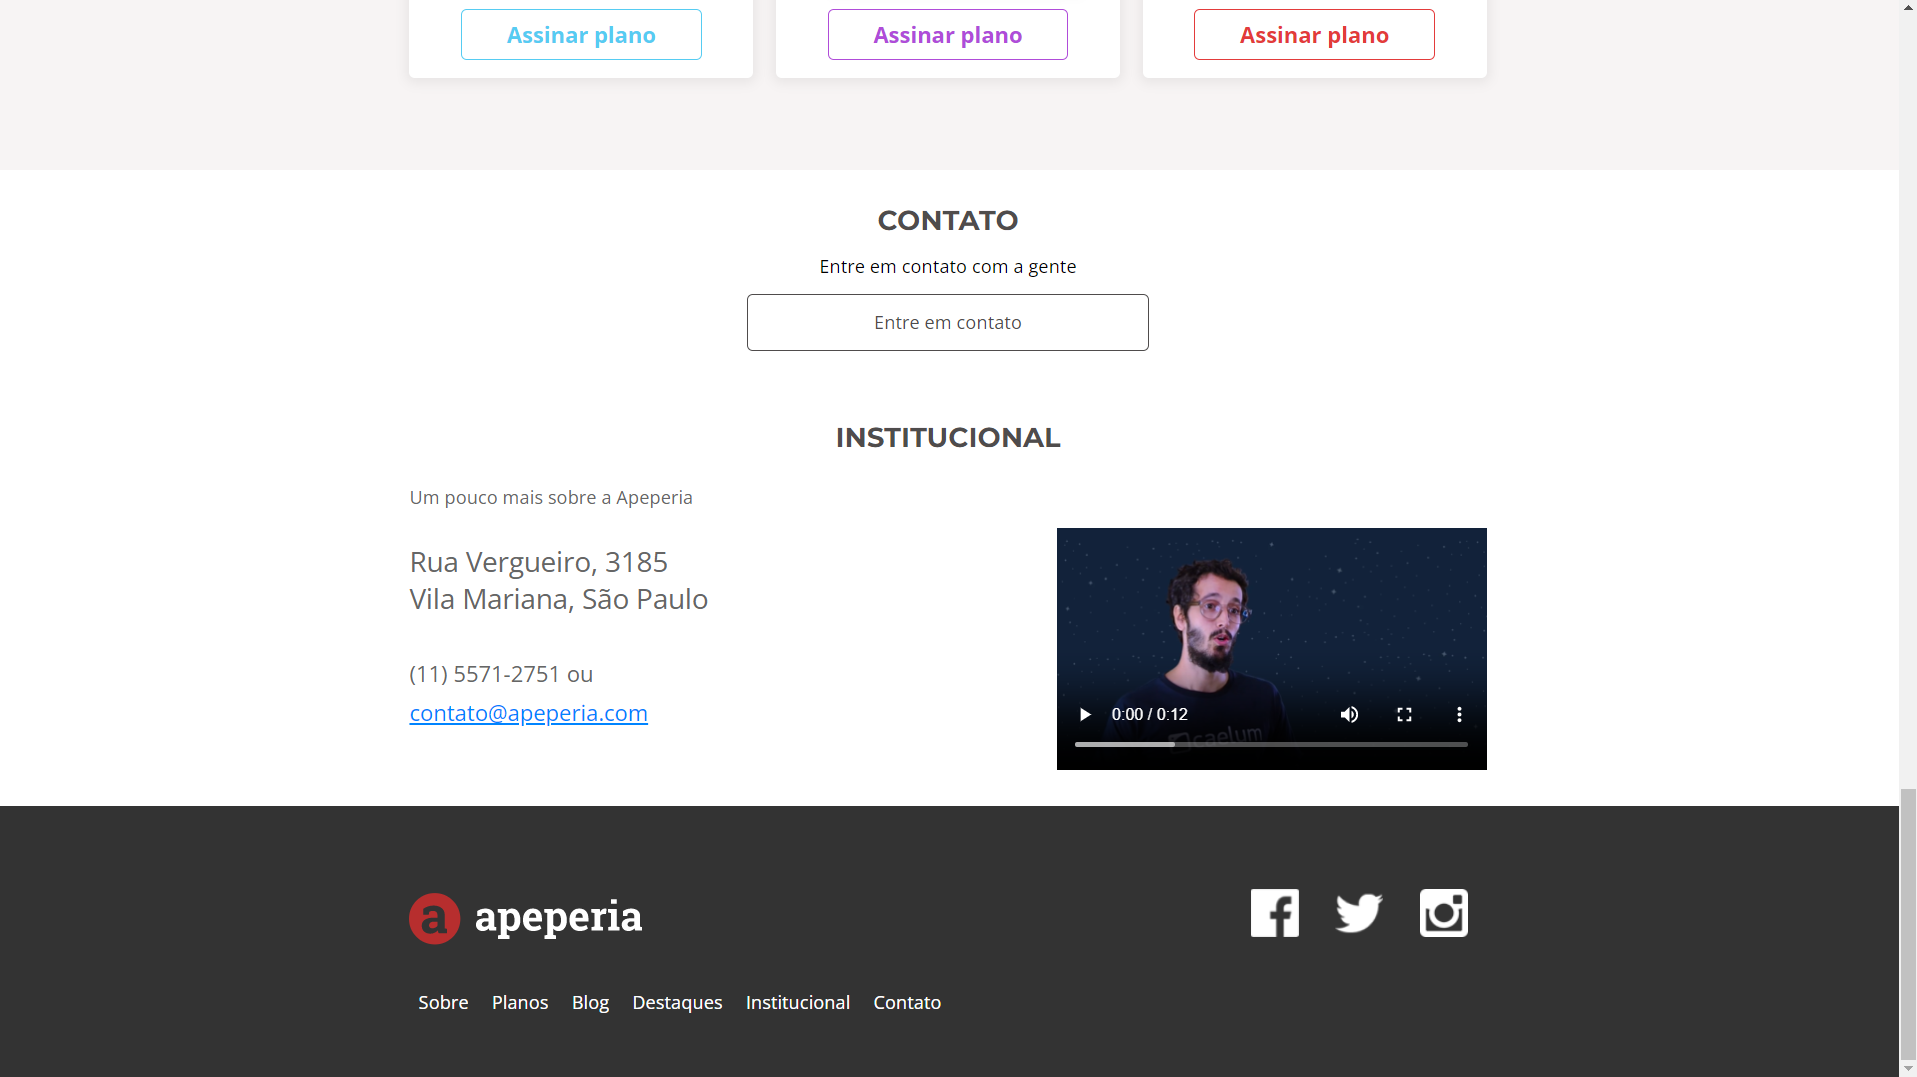 Assinar plano
Assinar plano
Assinar plano
CONTATO
Entre em contato com a gente
Entre em contato
INSTITUCIONAL
Um pouco mais sobre a Apeperia
Rua Vergueiro, 3185
Vila Mariana, São Paulo
(11) 5571-2751 ou
contato@apeperia.com
caelum
0:00 / 0:12
a apeperia
Sobre
Planos
Blog
Destaques
Institucional
Contato